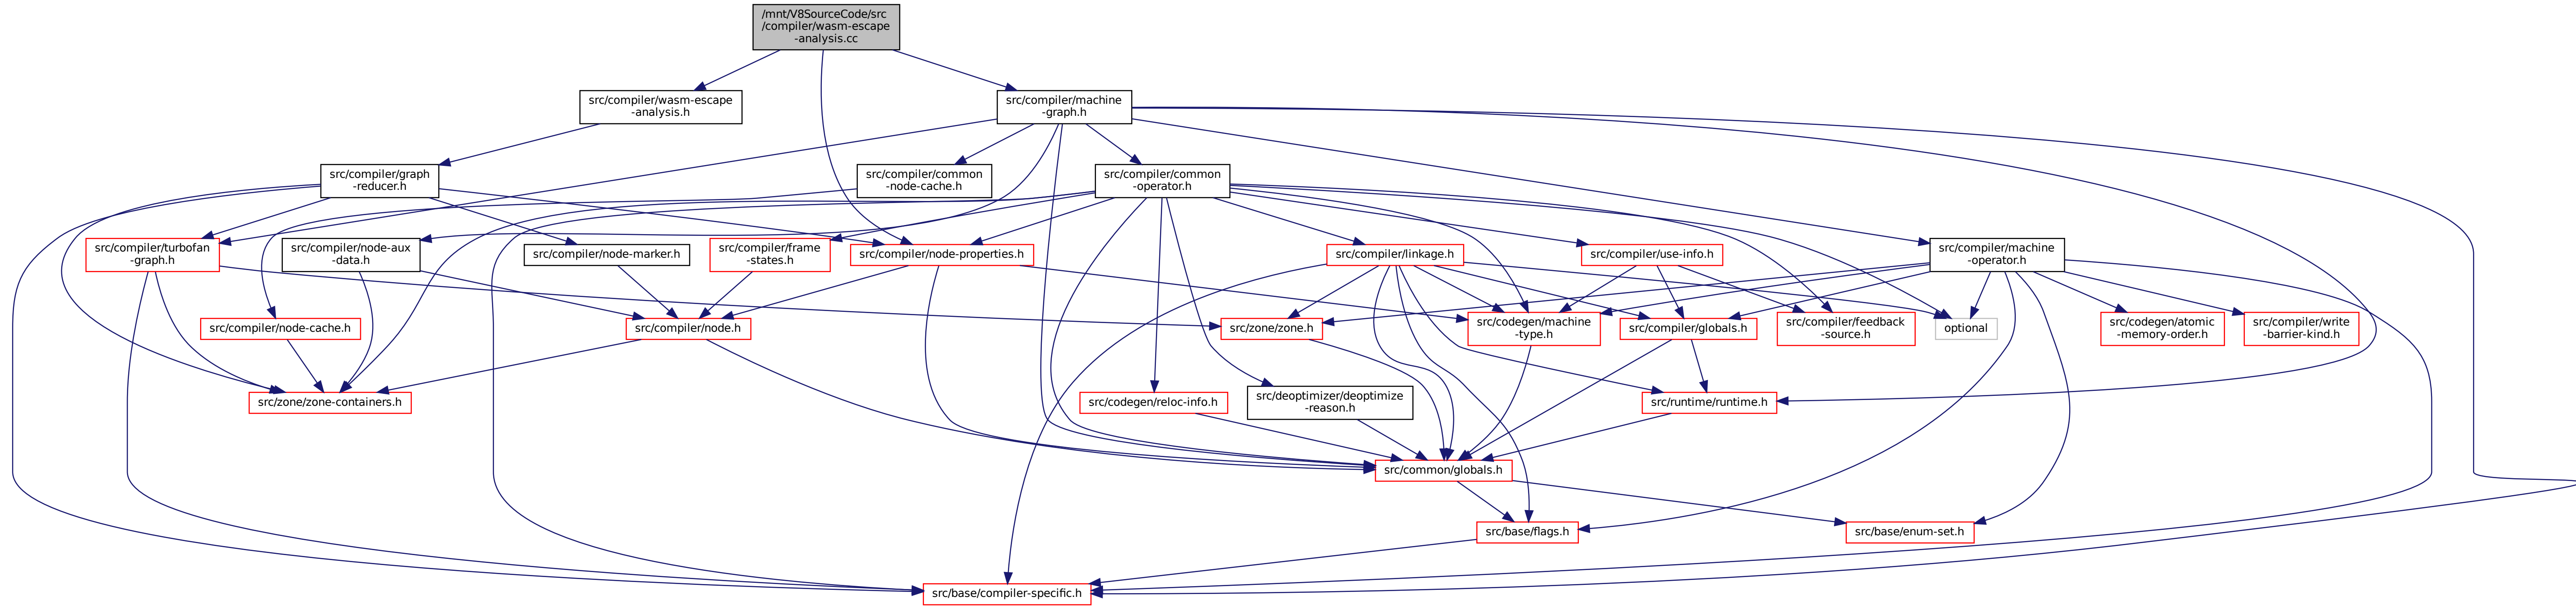 /mnt/V8SourceCode/src
/compiler/wasm-escape
-analysis.cc
src/compiler/wasm-escape
-analysis.h
src/compiler/machine
-graph.h
src/compiler/graph
-reducer.h
src/compiler/common
-node-cache.h
src/compiler/common
-operator.h
src/compiler/turbofan
-graph.h
src/compiler/node-aux
-data.h
src/compiler/node-marker.h
src/compiler/frame
-states.h
src/compiler/node-properties.h
src/compiler/linkage.h
src/compiler/use-info.h
src/compiler/machine
-operator.h
src/compiler/node-cache.h
src/compiler/node.h
src/zone/zone.h
src/codegen/machine
-type.h
src/compiler/globals.h
src/compiler/feedback
-source.h
optional
src/codegen/atomic
-memory-order.h
src/compiler/write
-barrier-kind.h
src/zone/zone-containers.h
src/codegen/reloc-info.h
src/deoptimizer/deoptimize
-reason.h
src/runtime/runtime.h
src/common/globals.h
src/base/flags.h
src/base/enum-set.h
src/base/compiler-specific.h